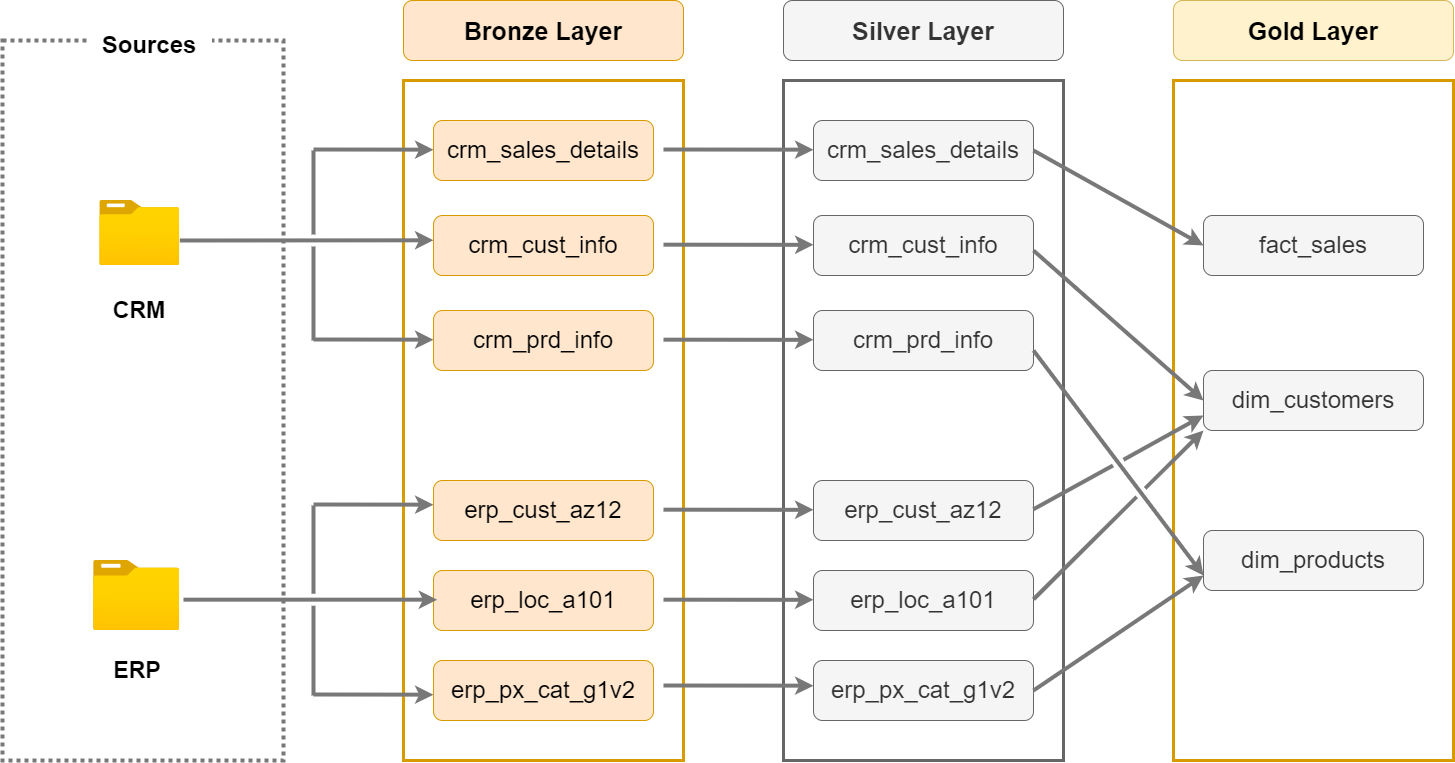 Sources
Bronze Layer
Silver Layer
Gold Layer
CRM
ERP
crm_sales_details
crm_cust_info
crm_prd_info
erp_cust_az12
erp_loc_a101
erp_px_cat_g1v2
crm_sales_details
crm_cust_info
crm_prd_info
erp_cust_az12
erp_loc_a101
erp_px_cat_g1v2
fact_sales
dim_customers
dim_products